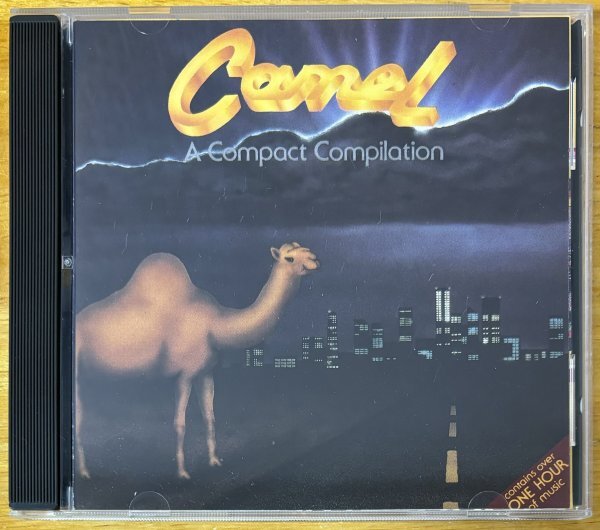 Camel
A Compact Compilation
contains over
ONE HOUR
of music